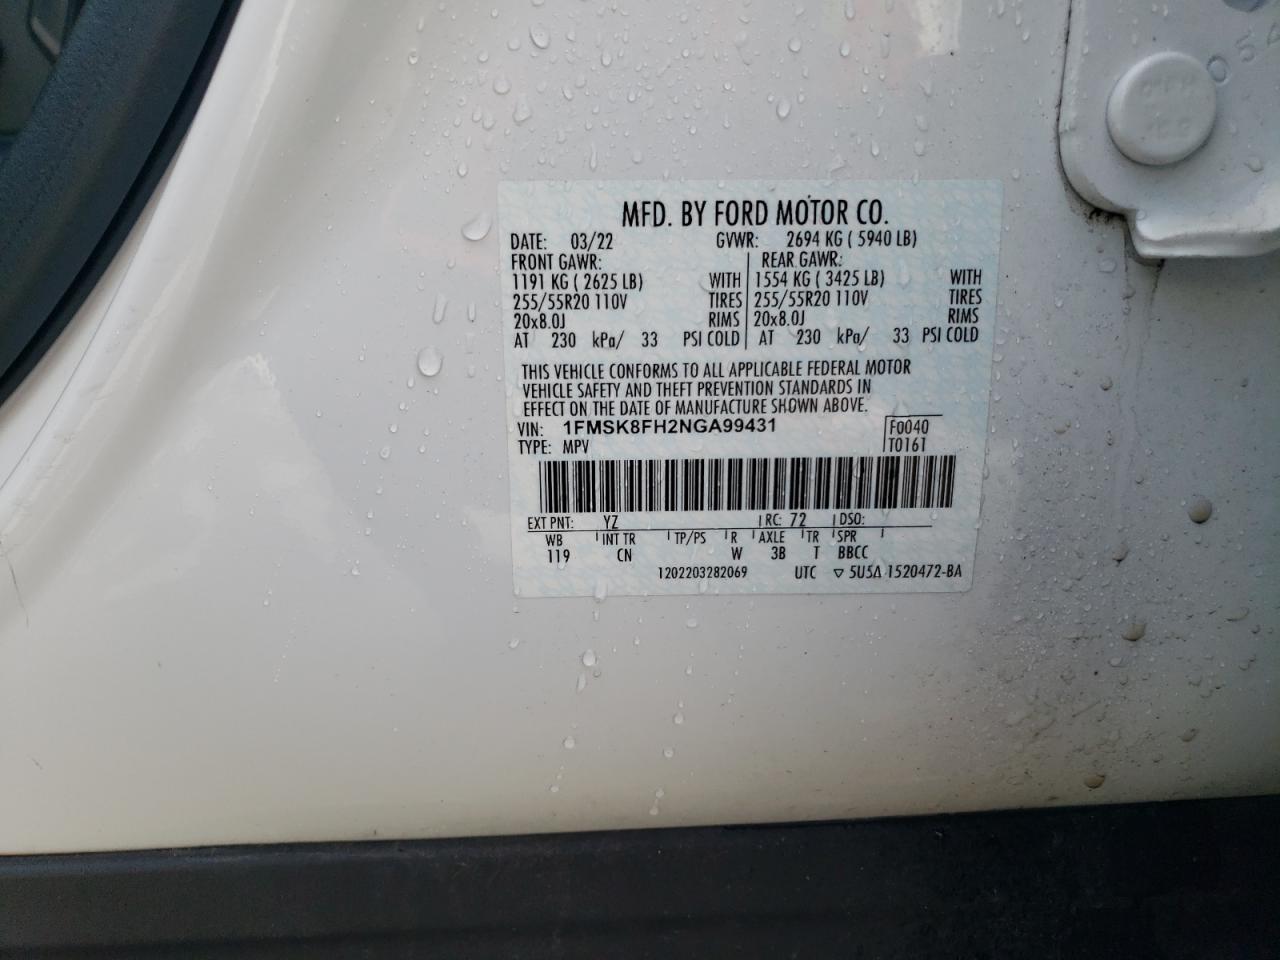 MFD. BY FORD MOTOR CO.
DATE: 03/22 GVWR: 2694 KG ( 5940 LB)
FRONT GAWR: REAR GAWR:
1191 KG ( 2625 LB) WITH 1554 KG ( 3425 LB) WITH
255/55R20 110V TIRES 255/55R20 110V TIRES
20x8.0J RIMS 20x8.0J RIMS
AT 230 kPa/ 33 PSI COLD AT 230 kPa/ 33 PSI COLD
THIS VEHICLE CONFORMS TO ALL APPLICABLE FEDERAL MOTOR
VEHICLE SAFETY AND THEFT PREVENTION STANDARDS IN
EFFECT ON THE DATE OF MANUFACTURE SHOWN ABOVE.
VIN: 1FMSK8FH2NGA99431 F0040
TYPE: MPV T0161
EXT PNT: YZ RC: 72 DSO:
WB INT TR TP/PS R AXLE TR SPR
119 CN W 3B T BBCC
1202203282069 UTC ▽ 5U5A 1520472-BA